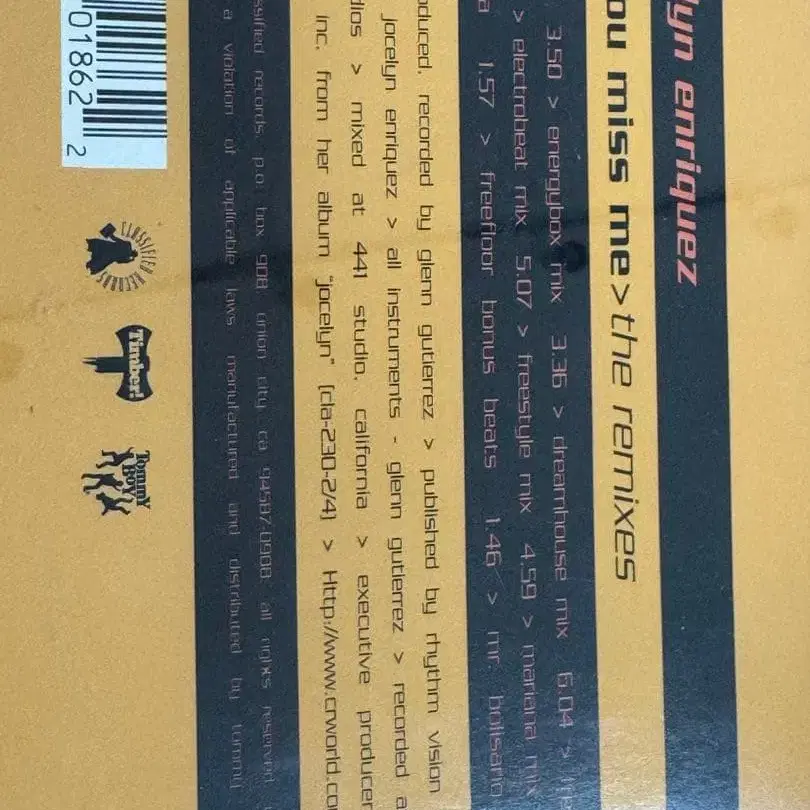 lyn enriquez
ou miss me>the remixes
3.50 > energybox mix 3.36 > dreamhouse mix 6.04 >
> electrobeat mix 5.07 > freestyle mix 4.59 > mariana mix
a 1.57 > freefloor bonus beats 1.46 > mr. bolisario
oduced, recorded by glenn gutierrez > published by rhythm vision
jocelyn enriquez > all instruments - glenn gutierrez > recorded a
dios > mixed at 441 studio, california > executive producer
inc. from her album "jocelyn" [cla-230-2/4] > Http://www.crworld.co
ssified records. p.o. box 908, union city ca 94587-0908 all rights reserved
a violation of applicable laws manufactured and distributed by tommy
01862 2
CLASSIFIED RECORDS
Timber!
Tommy Boy